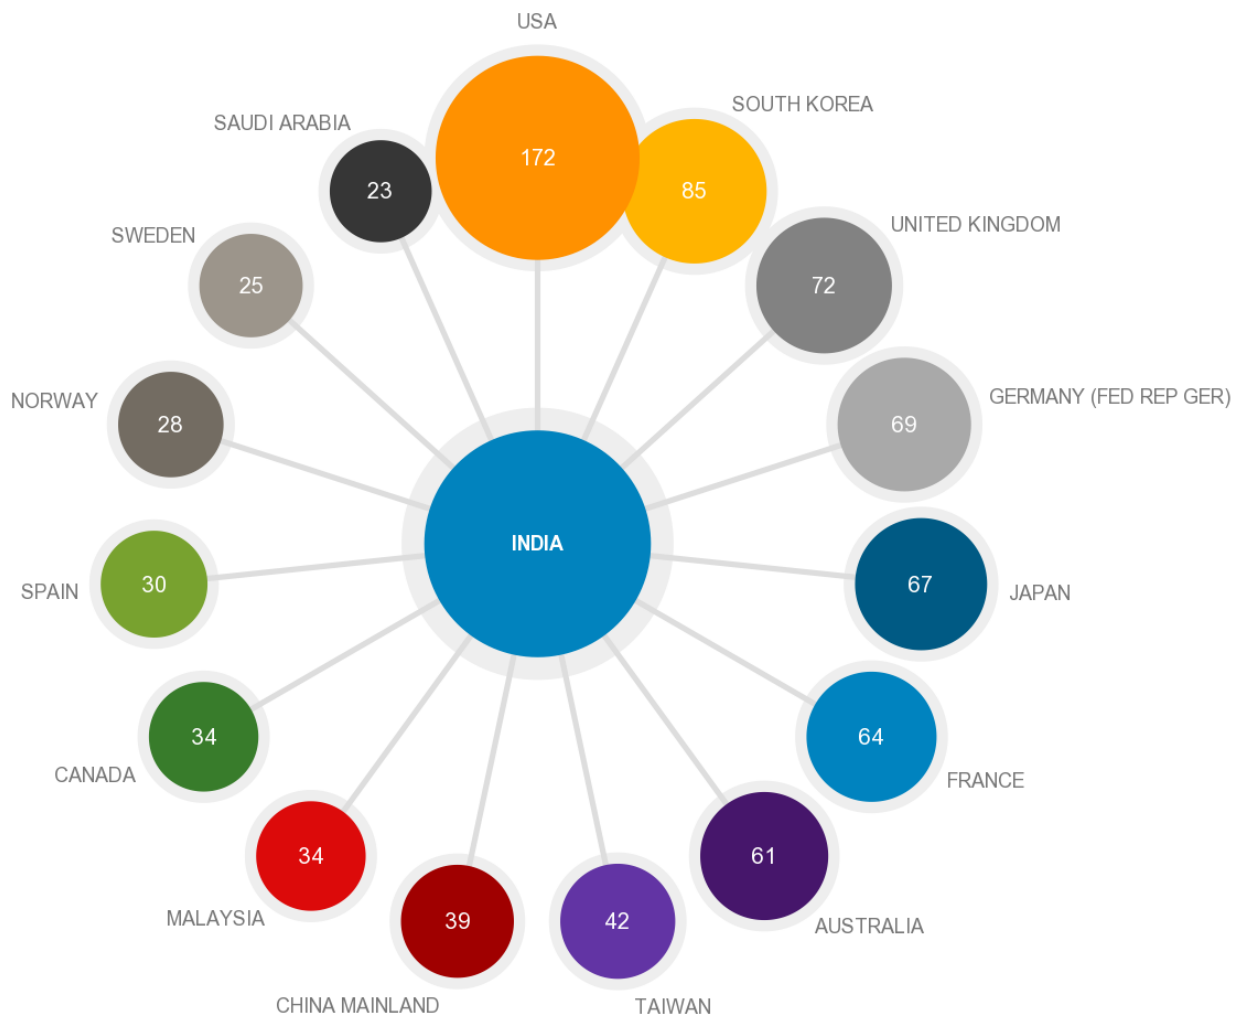 USA
172
SOUTH KOREA
85
UNITED KINGDOM
72
GERMANY (FED REP GER)
69
JAPAN
67
FRANCE
64
AUSTRALIA
61
TAIWAN
42
CHINA MAINLAND
39
MALAYSIA
34
CANADA
34
SPAIN
30
NORWAY
28
SWEDEN
25
SAUDI ARABIA
23
INDIA